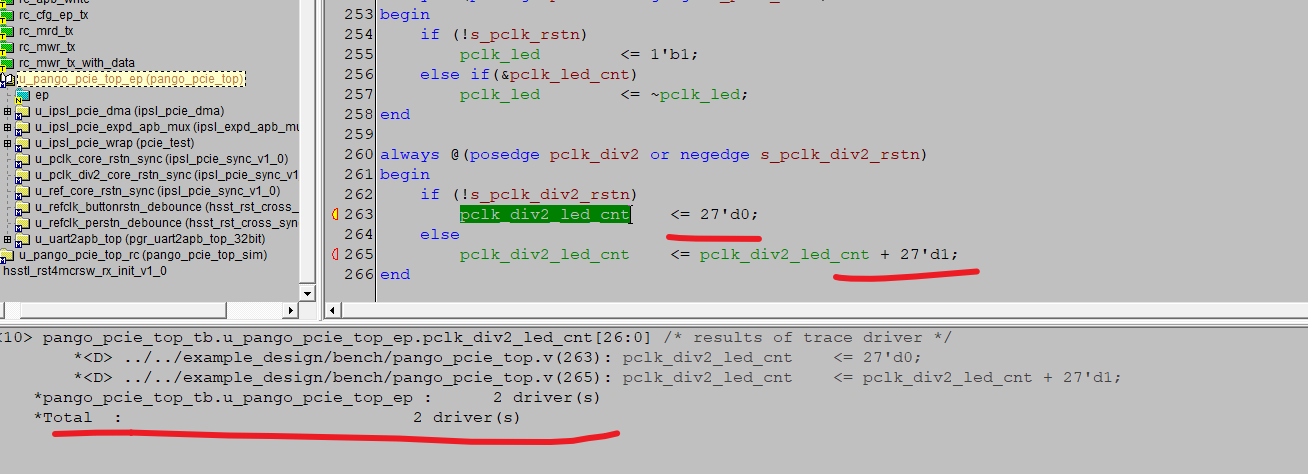 rc_apb_write
rc_cfg_ep_tx
rc_mrd_tx
rc_mwr_tx
rc_mwr_tx_with_data
u_pango_pcie_top_ep (pango_pcie_top)
ep
u_ipsl_pcie_dma (ipsl_pcie_dma)
u_ipsl_pcie_expd_apb_mux (ipsl_expd_apb_mu
u_ipsl_pcie_wrap (pcie_test)
u_pclk_core_rstn_sync (ipsl_pcie_sync_v1_0)
u_pclk_div2_core_rstn_sync (ipsl_pcie_sync_v1
u_ref_core_rstn_sync (ipsl_pcie_sync_v1_0)
u_refclk_buttonrstn_debounce (hsst_rst_cross_
u_refclk_perstn_debounce (hsst_rst_cross_syn
u_uart2apb_top (pgr_uart2apb_top_32bit)
u_pango_pcie_top_rc (pango_pcie_top_sim)
hsstl_rst4mcrsw_rx_init_v1_0
253 begin
254 if (!s_pclk_rstn)
255 pclk_led <= 1'b1;
256 else if(&pclk_led_cnt)
257 pclk_led <= ~pclk_led;
258 end
259
260 always @(posedge pclk_div2 or negedge s_pclk_div2_rstn)
261 begin
262 if (!s_pclk_div2_rstn)
263 pclk_div2_led_cnt <= 27'd0;
264 else
265 pclk_div2_led_cnt <= pclk_div2_led_cnt + 27'd1;
266 end
10> pango_pcie_top_tb.u_pango_pcie_top_ep.pclk_div2_led_cnt[26:0] /* results of trace driver */
*<D> ../../example_design/bench/pango_pcie_top.v(263): pclk_div2_led_cnt <= 27'd0;
*<D> ../../example_design/bench/pango_pcie_top.v(265): pclk_div2_led_cnt <= pclk_div2_led_cnt + 27'd1;
*pango_pcie_top_tb.u_pango_pcie_top_ep : 2 driver(s)
*Total : 2 driver(s)